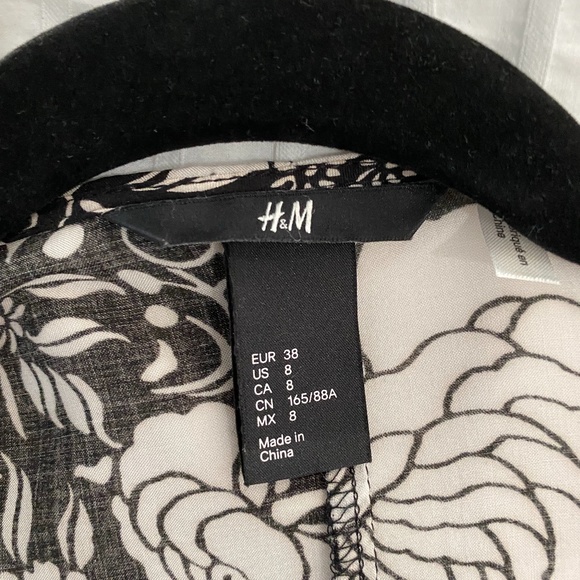 H&M
EUR 38
US 8
CA 8
CN 165/88A
MX 8
Made in
China